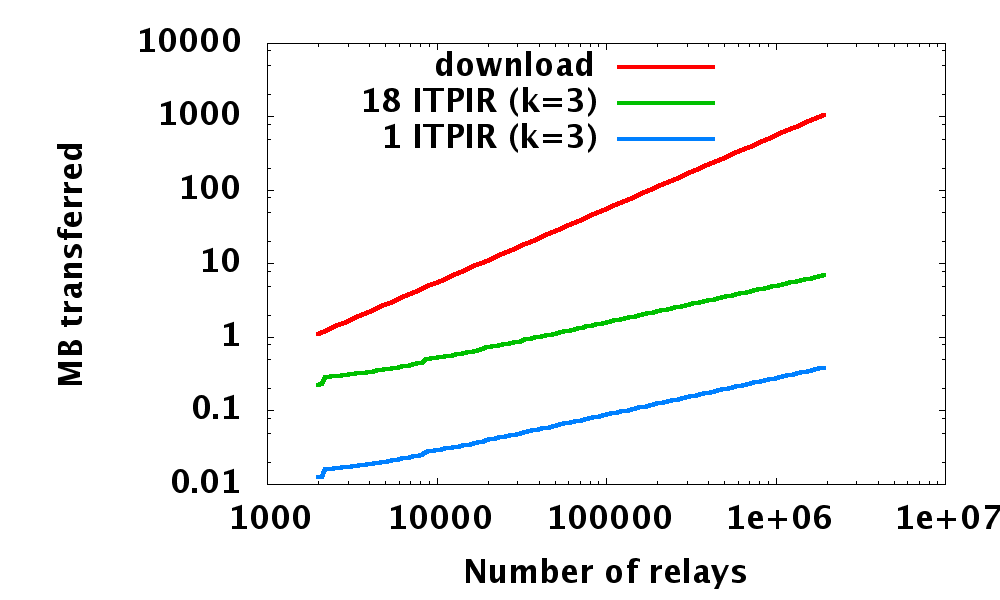 10000
1000
100
10
1
0.1
0.01
MB transferred
download
18 ITPIR (k=3)
1 ITPIR (k=3)
1000 10000 100000 1e+06 1e+07
Number of relays